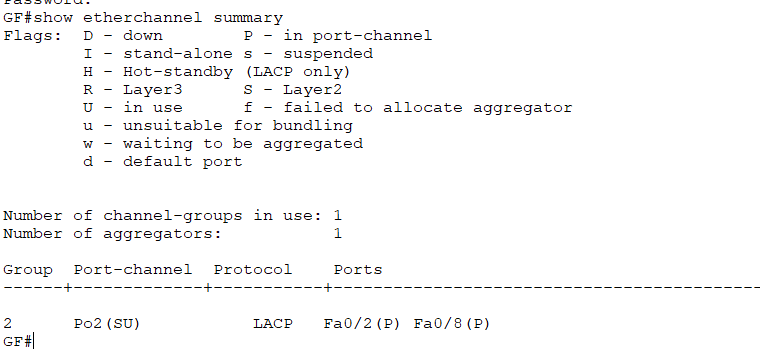 Password:
GF#show etherchannel summary
Flags:  D - down        P - in port-channel
        I - stand-alone s - suspended
        H - Hot-standby (LACP only)
        R - Layer3      S - Layer2
        U - in use      f - failed to allocate aggregator
        u - unsuitable for bundling
        w - waiting to be aggregated
        d - default port
Number of channel-groups in use: 1
Number of aggregators:           1
Group  Port-channel  Protocol    Ports
------+-------------+-----------+----------------------------------------------
2      Po2(SU)           LACP   Fa0/2(P) Fa0/8(P)
GF#